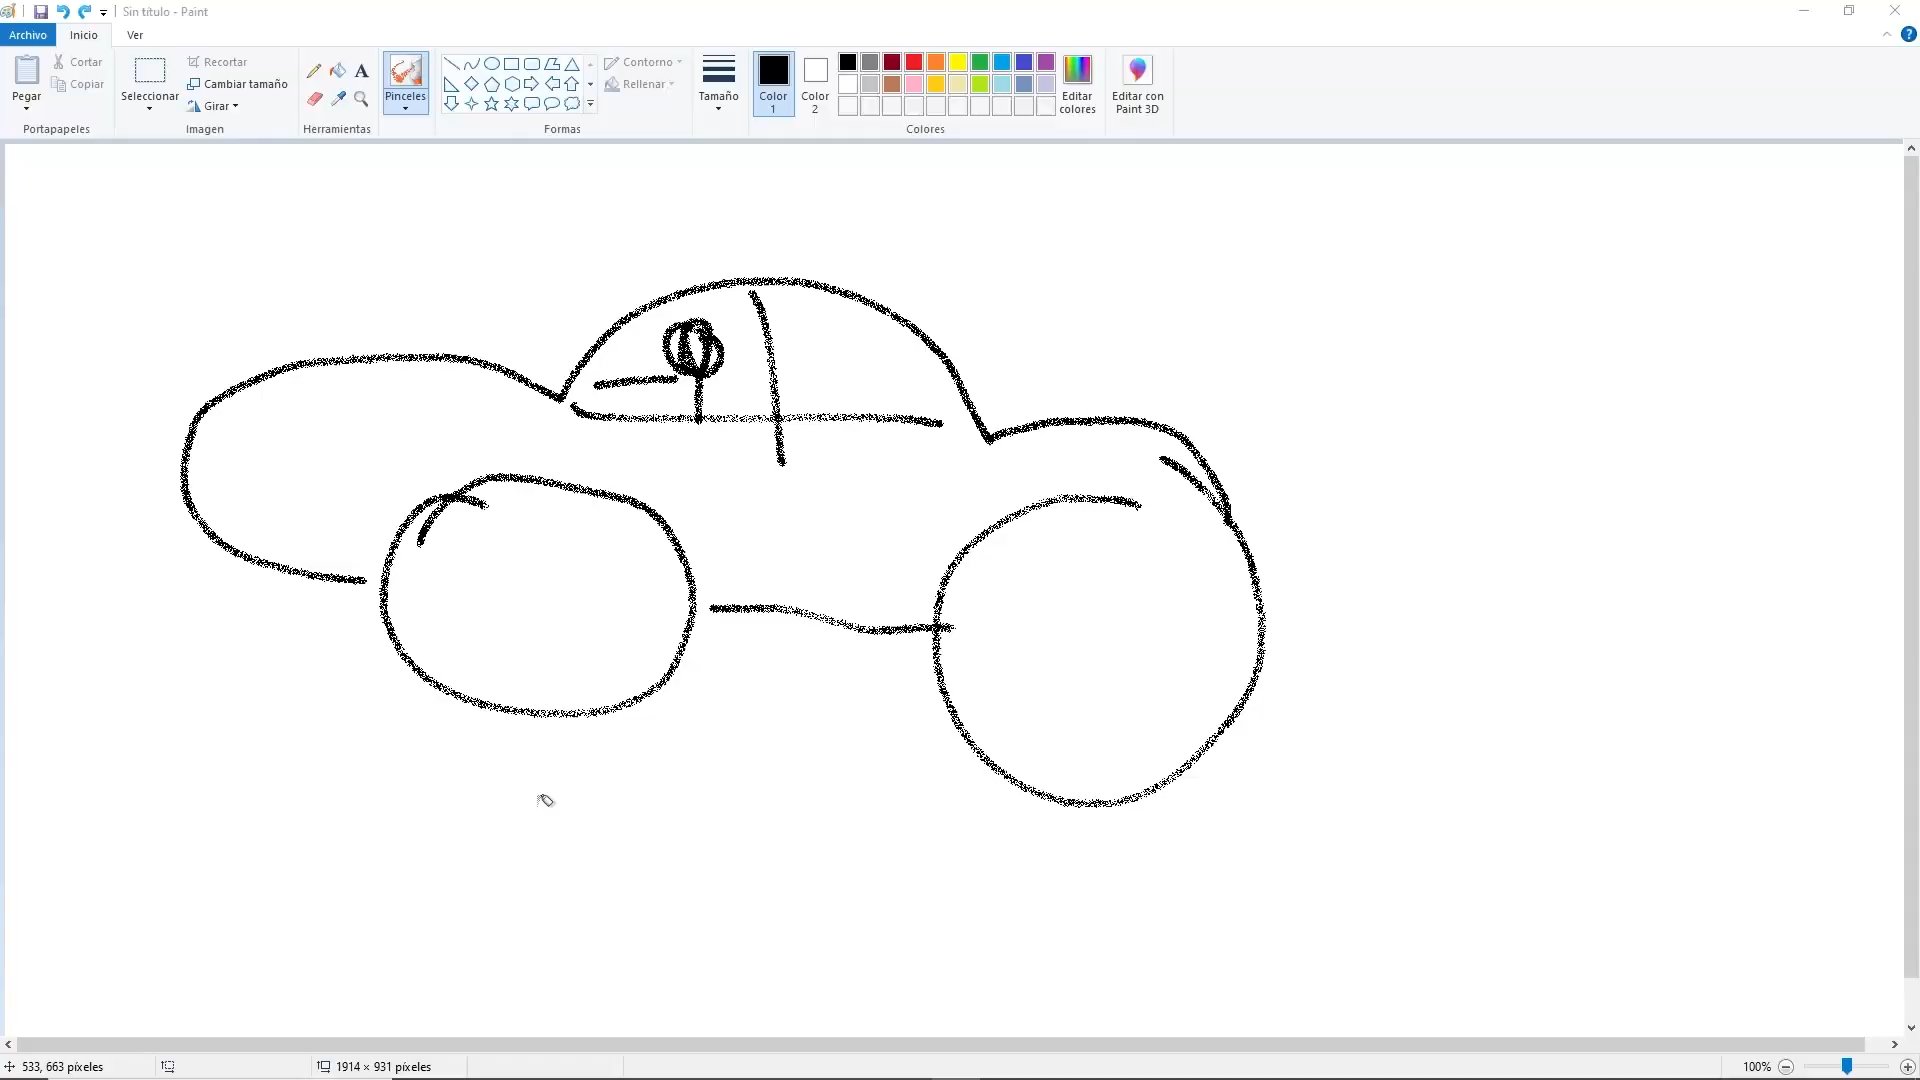 Sin título - Paint
Archivo Inicio Ver
Pegar Cortar Copiar
Portapapeles
Seleccionar Recortar Cambiar tamaño Girar
Imagen
A
Herramientas
Pinceles
Contorno
Rellenar
Formas
Tamaño
Color 1
Color 2
Editar colores
Colores
Editar con Paint 3D
533, 663 píxeles 1914 × 931 píxeles 100%